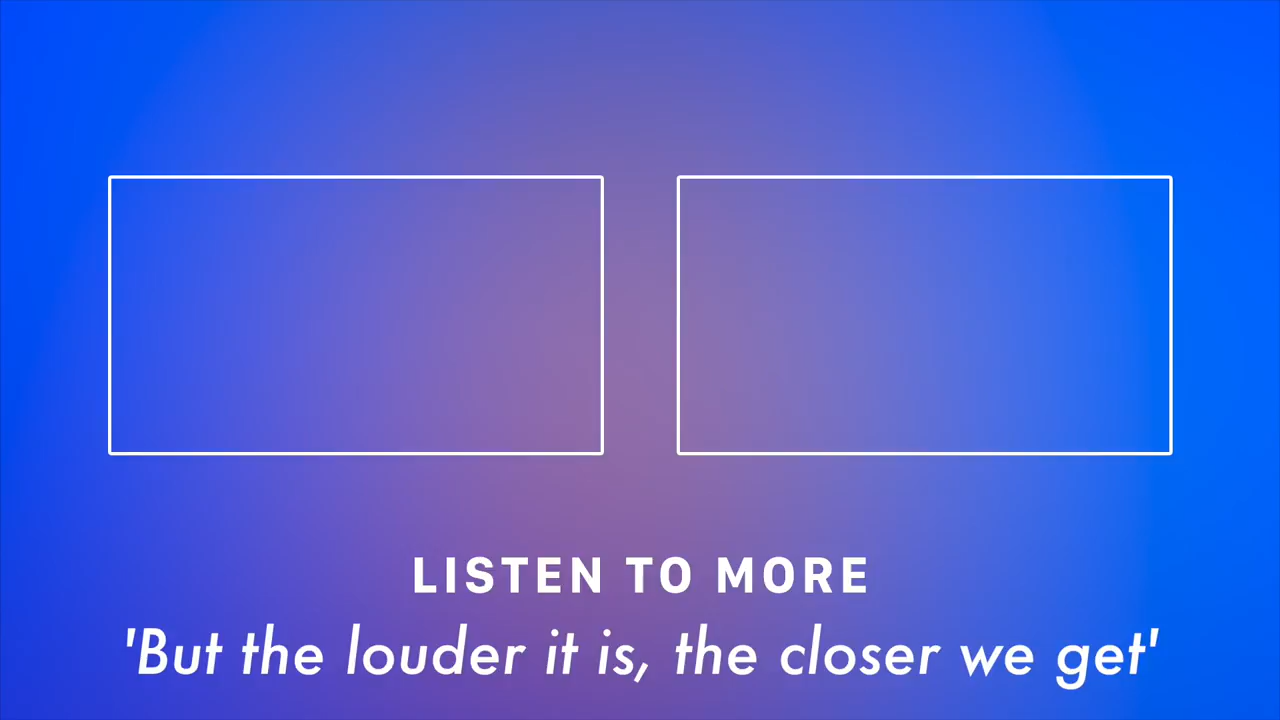 LISTEN TO MORE
'But the louder it is, the closer we get'